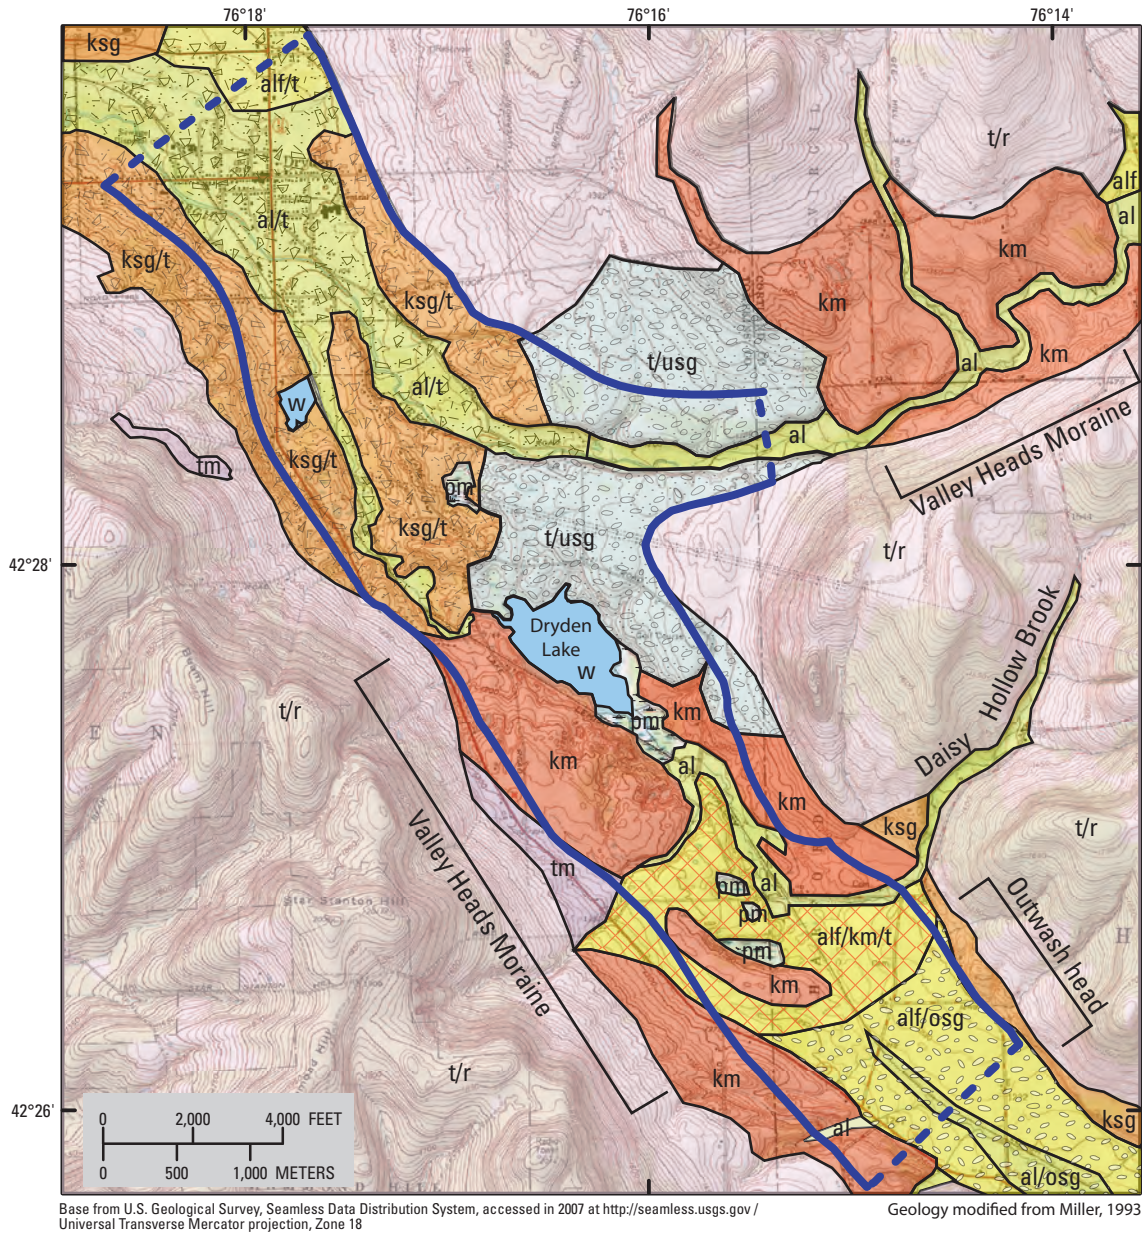 76°18'
76°16'
76°14'
ksg
alf/t
t/r
alf
al
al/t
km
ksg/t
ksg/t
km
t/usg
km
al
al/t
w
al
Valley Heads Moraine
ksg/t
tm
pm
ksg/t
t/usg
t/r
42°28'
Dryden
Lake
w
Hollow Brook
t/r
km
pm
Daisy
km
al
km
ksg
t/r
Valley Heads Moraine
tm
pm
al
Outwash head
pm
alf/km/t
pm
km
alf/osg
t/r
km
42°26'
0 2,000 4,000 FEET
0 500 1,000 METERS
ksg
al
al/osg
Star Stanton Hill
Base from U.S. Geological Survey, Seamless Data Distribution System, accessed in 2007 at http://seamless.usgs.gov /
Universal Transverse Mercator projection, Zone 18
Geology modified from Miller, 1993